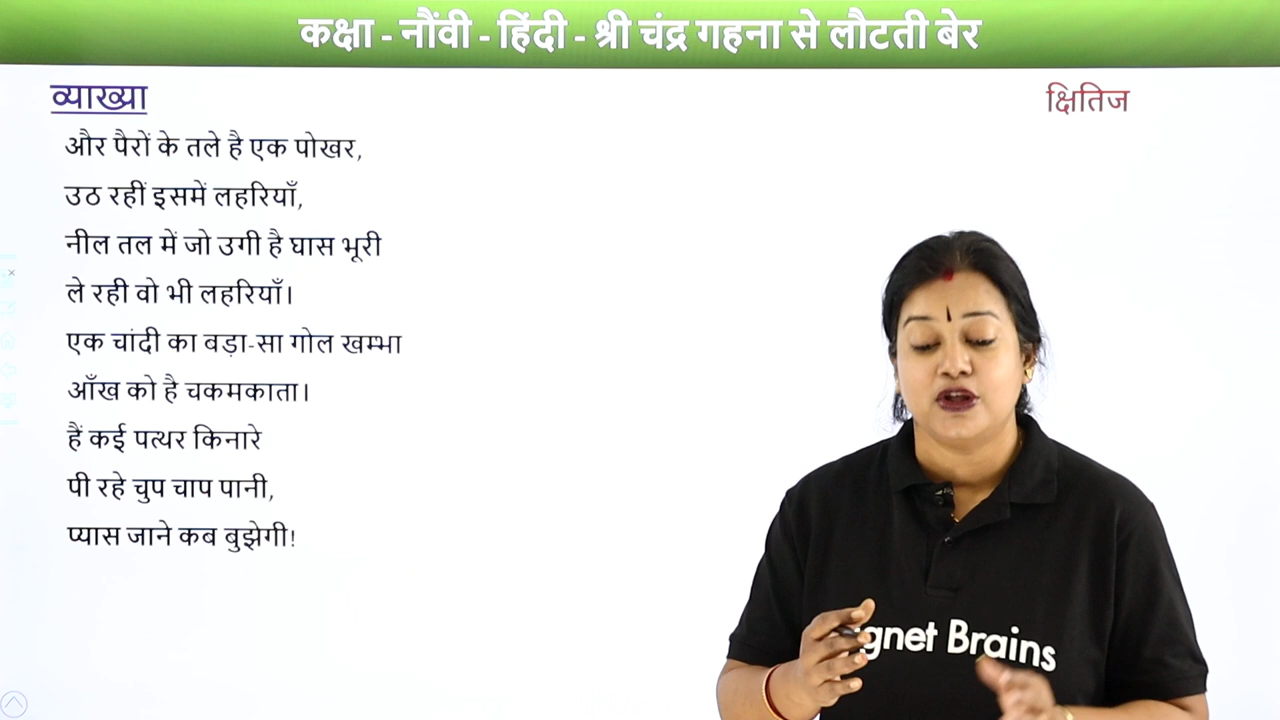 कक्षा - नौंवी - हिंदी - श्री चंद्र गहना से लौटती बेर
व्याख्या
क्षितिज
और पैरों के तले है एक पोखर,
उठ रहीं इसमें लहरियाँ,
नील तल में जो उगी है घास भूरी
ले रही वो भी लहरियाँ।
एक चांदी का वड़ा-सा गोल खम्भा
आँख को है चकमकाता।
हैं कई पत्थर किनारे
पी रहे चुप चाप पानी,
प्यास जाने कब बुझेगी!
gnet Brains